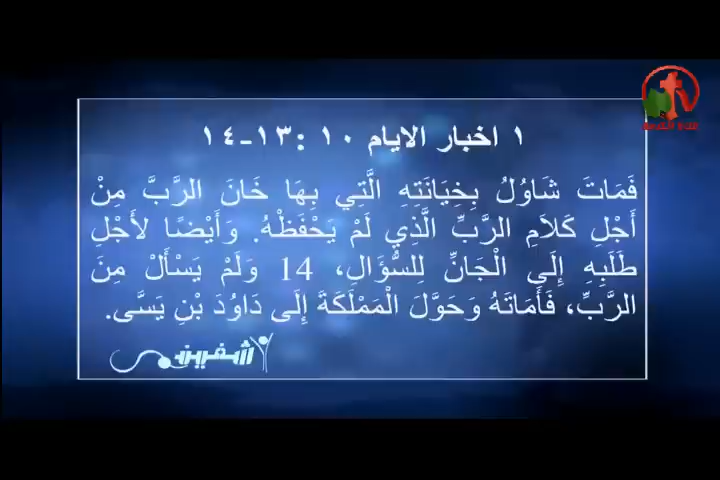 ١ اخبار الايام ١٠ :١٣-١٤
فَمَاتَ شَاوُلُ بِخِيَانَتِهِ الَّتِي بِهَا خَانَ الرَّبَّ مِنْ
أَجْلِ كَلاَمِ الرَّبِّ الَّذِي لَمْ يَحْفَظْهُ. وَأَيْضًا لأَجْلِ
طَلَبِهِ إِلَى الْجَانِّ لِلسُّؤَالِ، 14 وَلَمْ يَسْأَلْ مِنَ
الرَّبِّ، فَأَمَاتَهُ وَحَوَّلَ الْمَمْلَكَةَ إِلَى دَاوُدَ بْنِ يَسَّى.